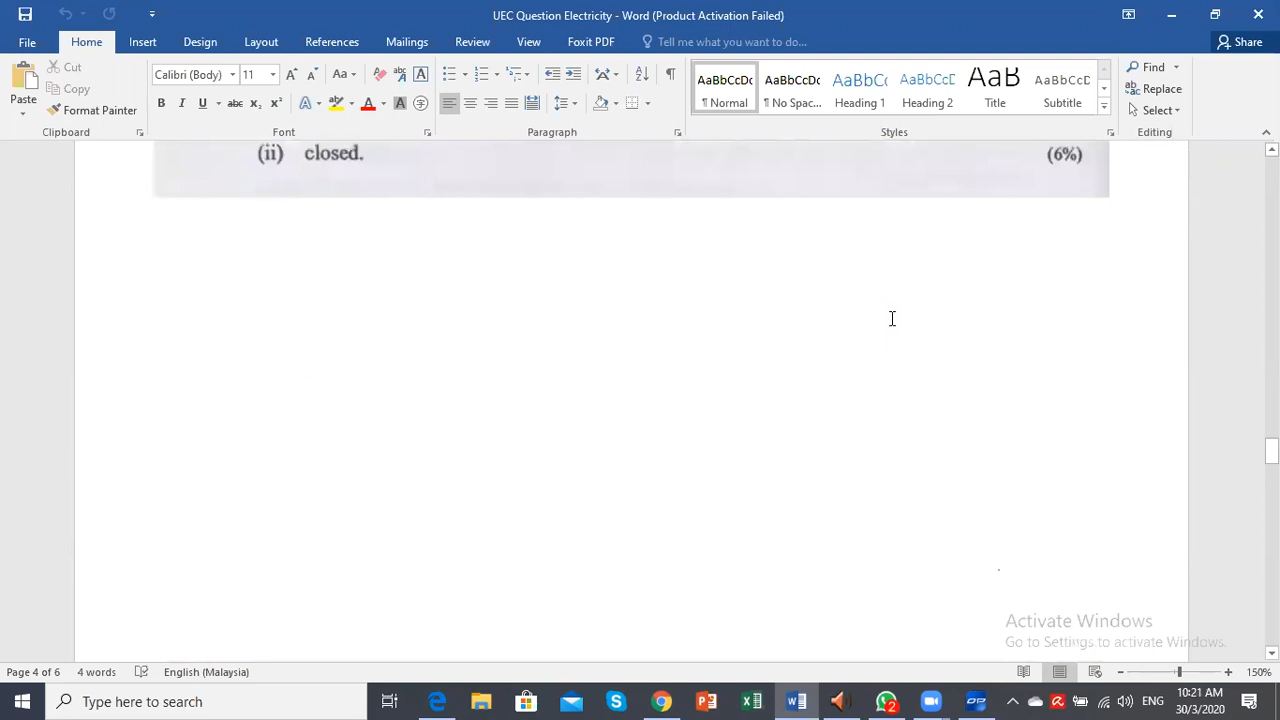 UEC Question Electricity - Word (Product Activation Failed)
File Home Insert Design Layout References Mailings Review View Foxit PDF Tell me what you want to do... Share
Paste
Cut
Copy
Format Painter
Clipboard
Calibri (Body) 11
Font
Paragraph
AaBbCcDc AaBbCcDc AaBbCc AaBbCcD AaB AaBbCcD
¶ Normal ¶ No Spac... Heading 1 Heading 2 Title Subtitle
Styles
Find
Replace
Select
Editing
(ii) closed. (6%)
Activate Windows
Go to Settings to activate Windows.
Page 4 of 6 4 words English (Malaysia) 150%
Type here to search
2
ENG
10:21 AM
30/3/2020